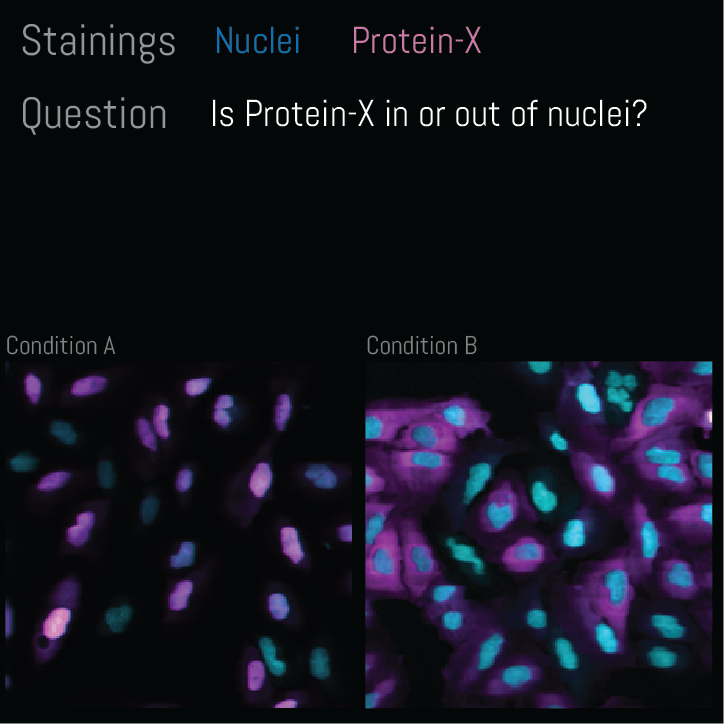 Stainings Nuclei Protein-X
Question Is Protein-X in or out of nuclei?
Condition A Condition B